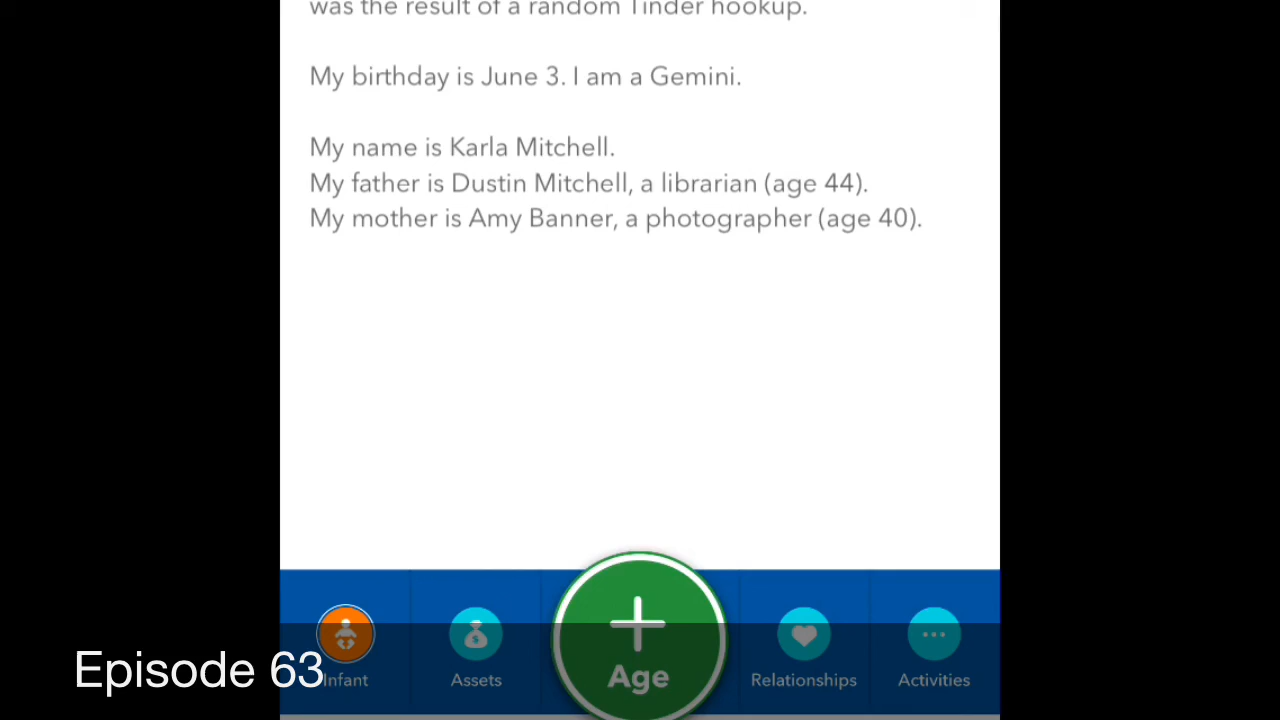 was the result of a random Tinder hookup.
My birthday is June 3. I am a Gemini.
My name is Karla Mitchell.
My father is Dustin Mitchell, a librarian (age 44).
My mother is Amy Banner, a photographer (age 40).
Infant
Assets
Age
Relationships
Activities
Episode 63